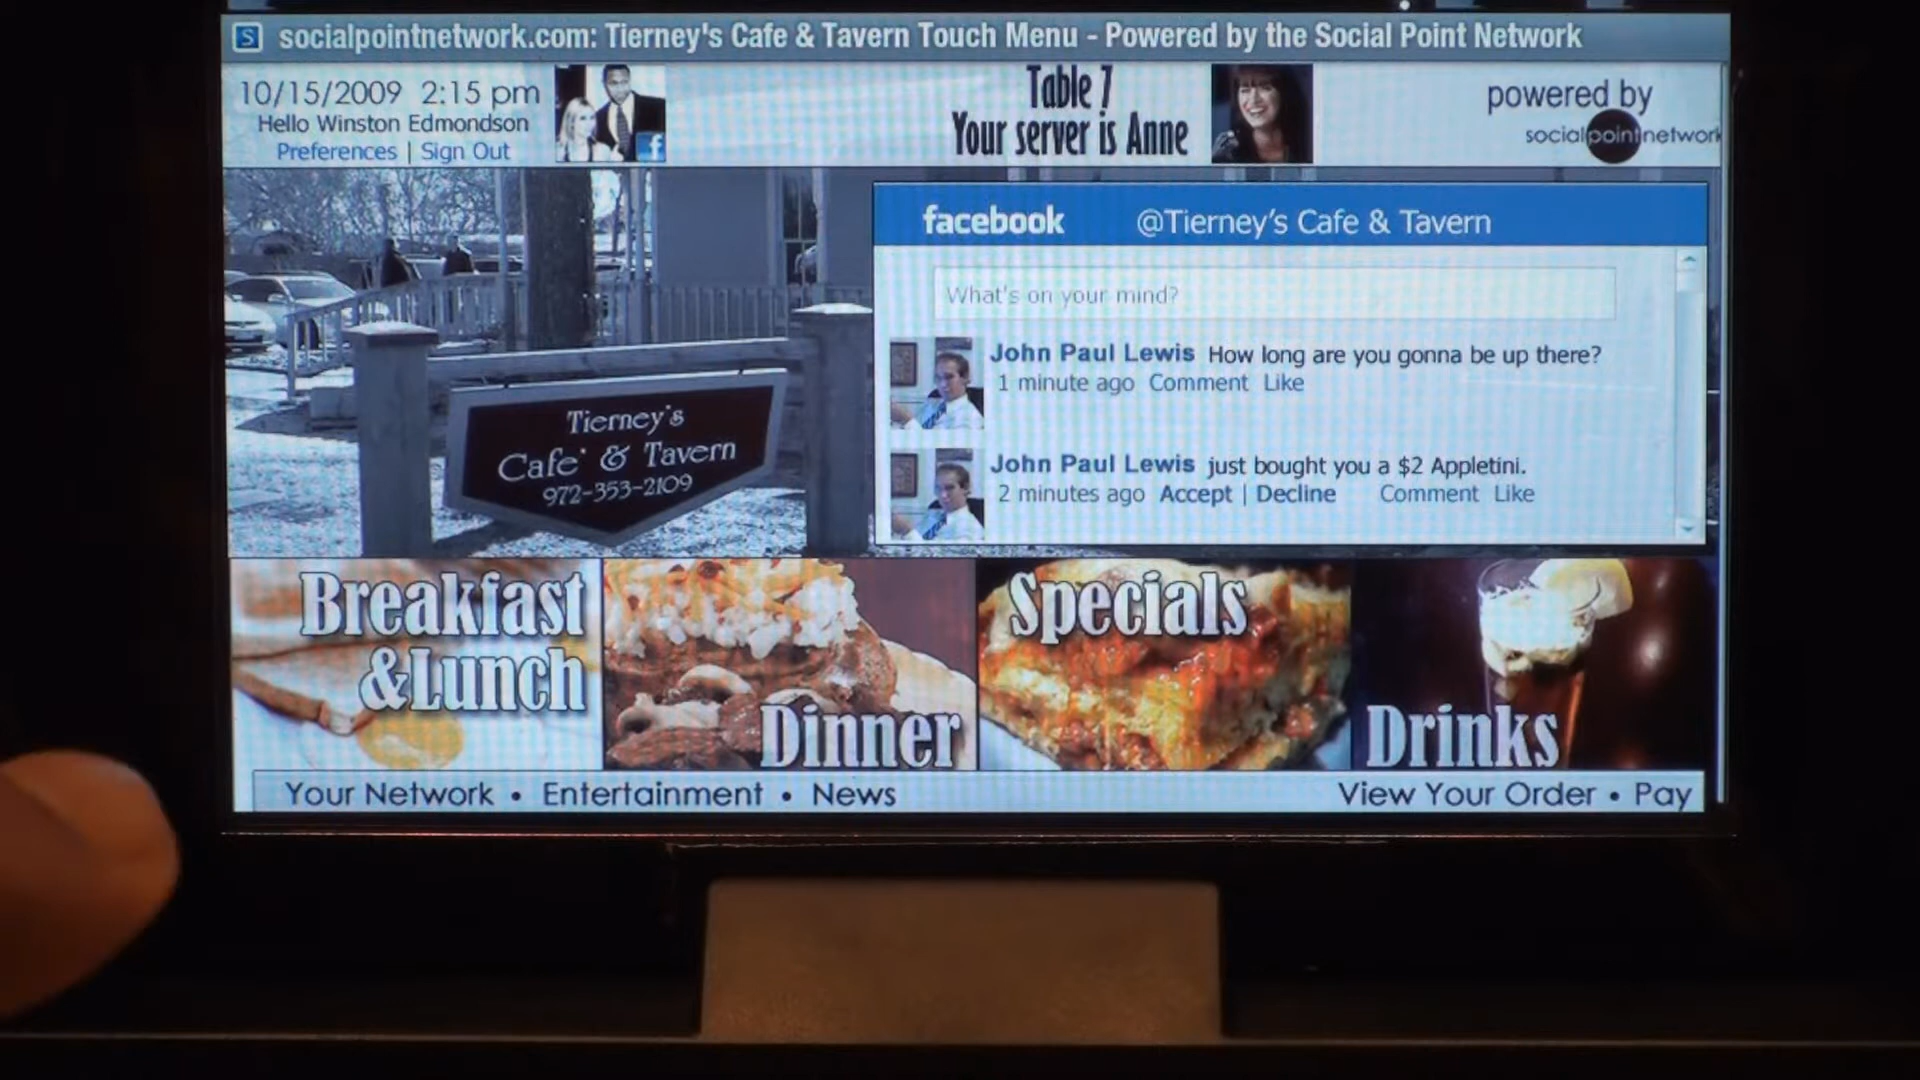 socialpointnetwork.com: Tierney's Cafe & Tavern Touch Menu - Powered by the Social Point Network
10/15/2009 2:15 pm
Hello Winston Edmondson
Preferences | Sign Out
Table 7
Your server is Anne
powered by
socialpointnetwork
facebook @Tierney's Cafe & Tavern
What's on your mind?
John Paul Lewis How long are you gonna be up there?
1 minute ago Comment Like
John Paul Lewis just bought you a $2 Appletini.
2 minutes ago Accept | Decline Comment Like
Tierney's
Cafe' & Tavern
972-353-2109
Breakfast
&Lunch
Dinner
Specials
Drinks
Your Network • Entertainment • News
View Your Order • Pay